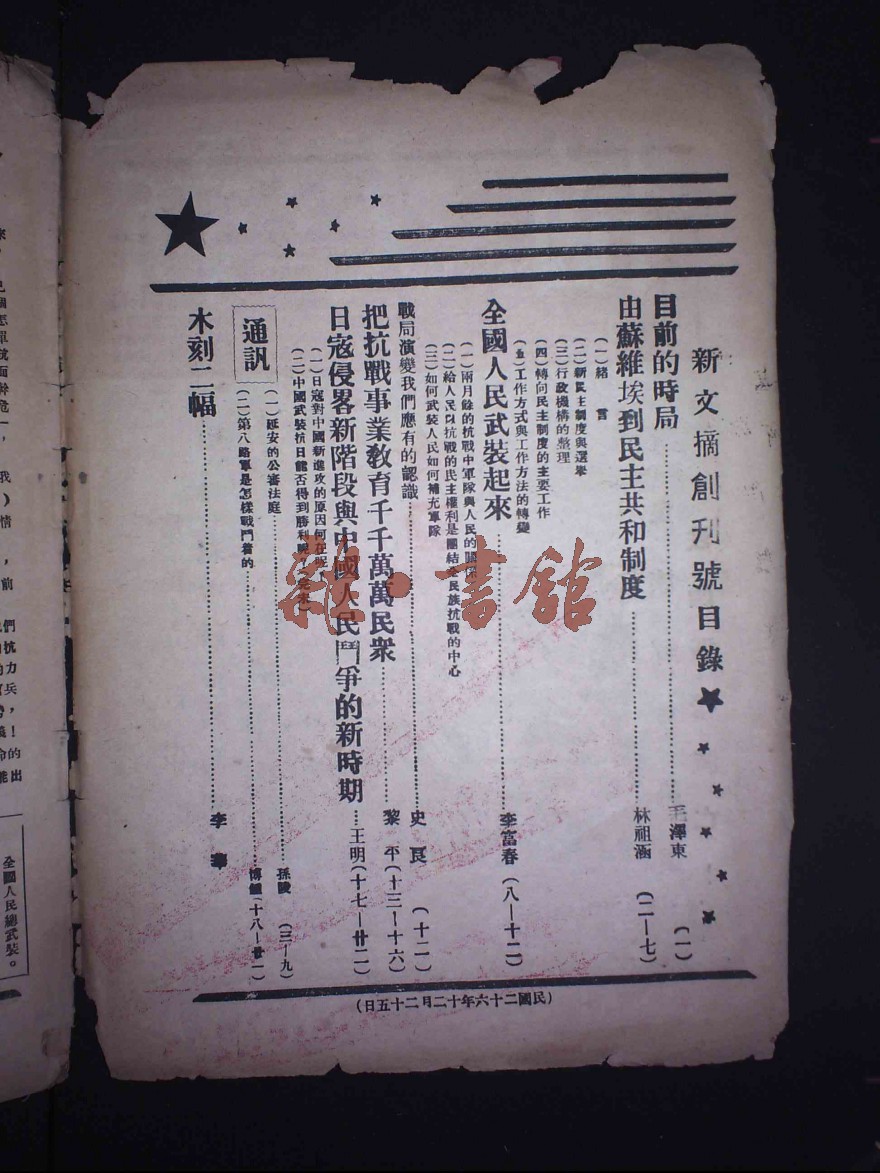 新文摘創刊號目錄
目前的時局 毛澤東 (一)
由蘇維埃到民主共和制度 林祖涵 (二—七)
(一)緒言
(二)新民主制度與選舉
(三)行政機構的整理
(四)轉向民主制度的主要工作
(五)工作方式與工作方法的轉變
全國人民武裝起來 李富春 (八—十二)
(一)兩月餘的抗戰中軍隊與人民的關係
(二)給人民以抗戰的民主權利是團結全民族抗戰的中心
(三)如何武裝人民如何補充軍隊
戰局演變我們應有的認識 史良 (十二)
把抗戰事業教育千千萬萬民衆 黎平 (十三—十六)
日寇侵畧新階段與中國人民鬥爭的新時期 王明 (十七—廿二)
(一)日寇對中國新進攻的原因何在呢
(二)中國武裝抗日能否得到勝利呢
通訊
(一)延安的公審法庭 孫陵 (三—九)
(二)第八路軍是怎樣戰鬥着的 (十八—廿一)
木刻二幅 李
(民國二十六年十二月二十五日)
全國人民總武裝。
雜·書館